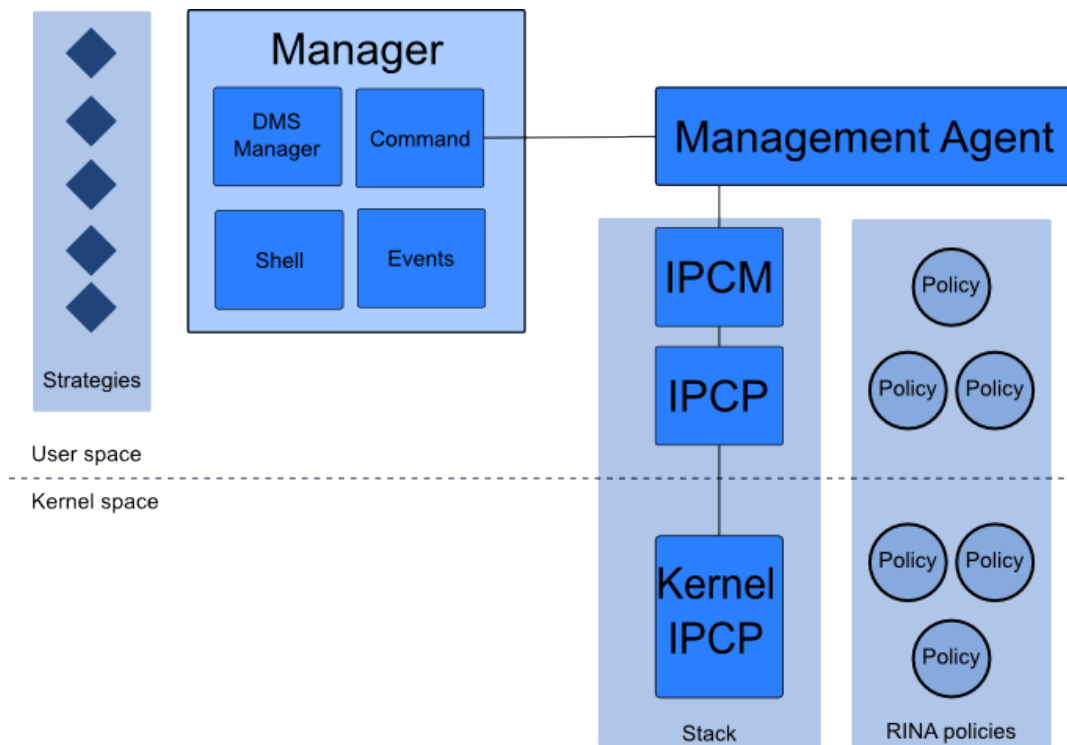 Manager
DMS
Manager
Command
Shell
Events
Strategies
Management Agent
IPCM
IPCP
Policy
Policy
Policy
User space
Kernel space
Kernel
IPCP
Policy
Policy
Policy
Stack
RINA policies